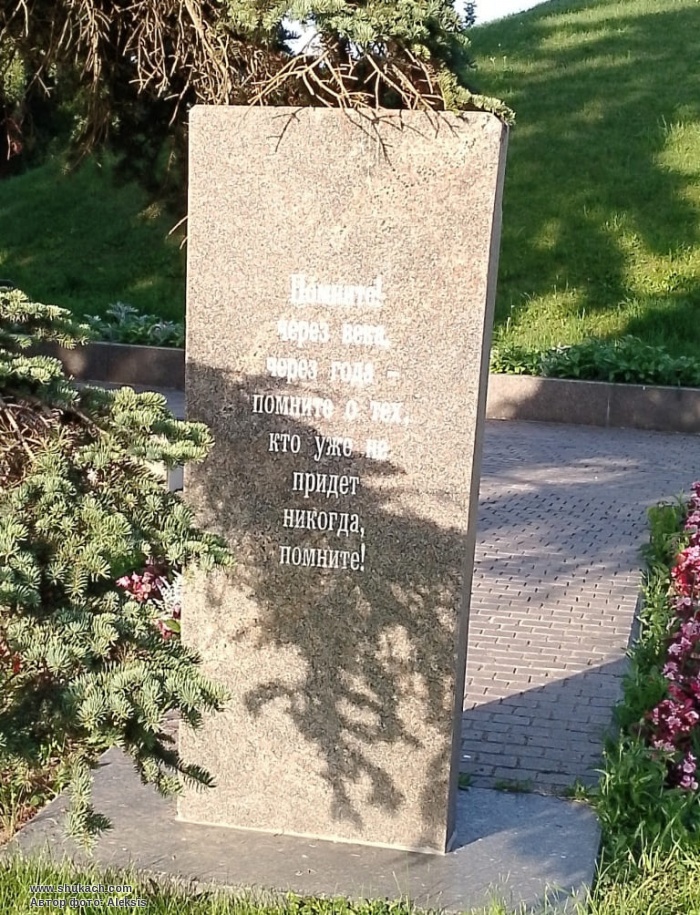 Помните!
через века,
через года –
помните о тех,
кто уже не
придет
никогда,
помните!
www.shukach.com
Автор фото: Aleksis